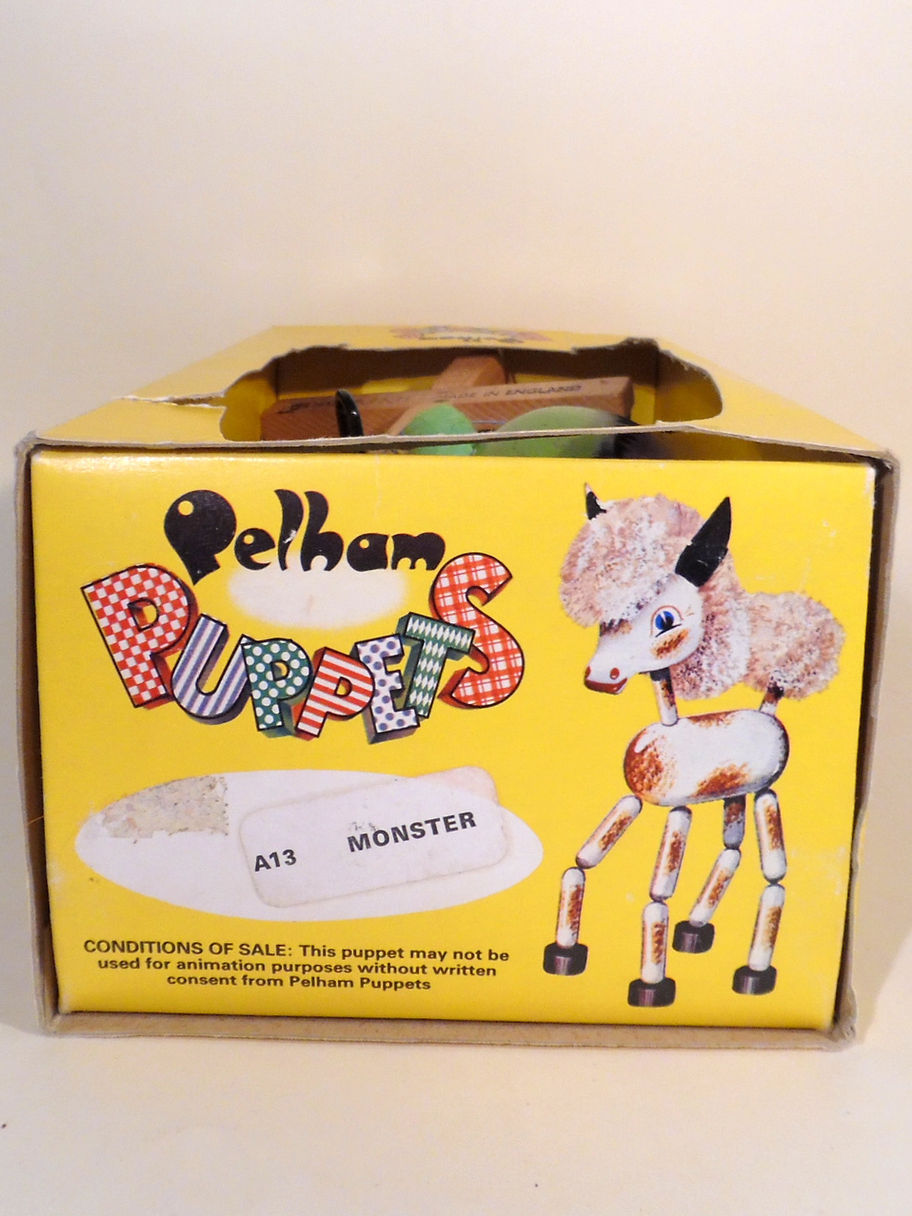 MADE IN ENGLAND
Pelham
PUPPETS
A13 MONSTER
CONDITIONS OF SALE: This puppet may not be
used for animation purposes without written
consent from Pelham Puppets